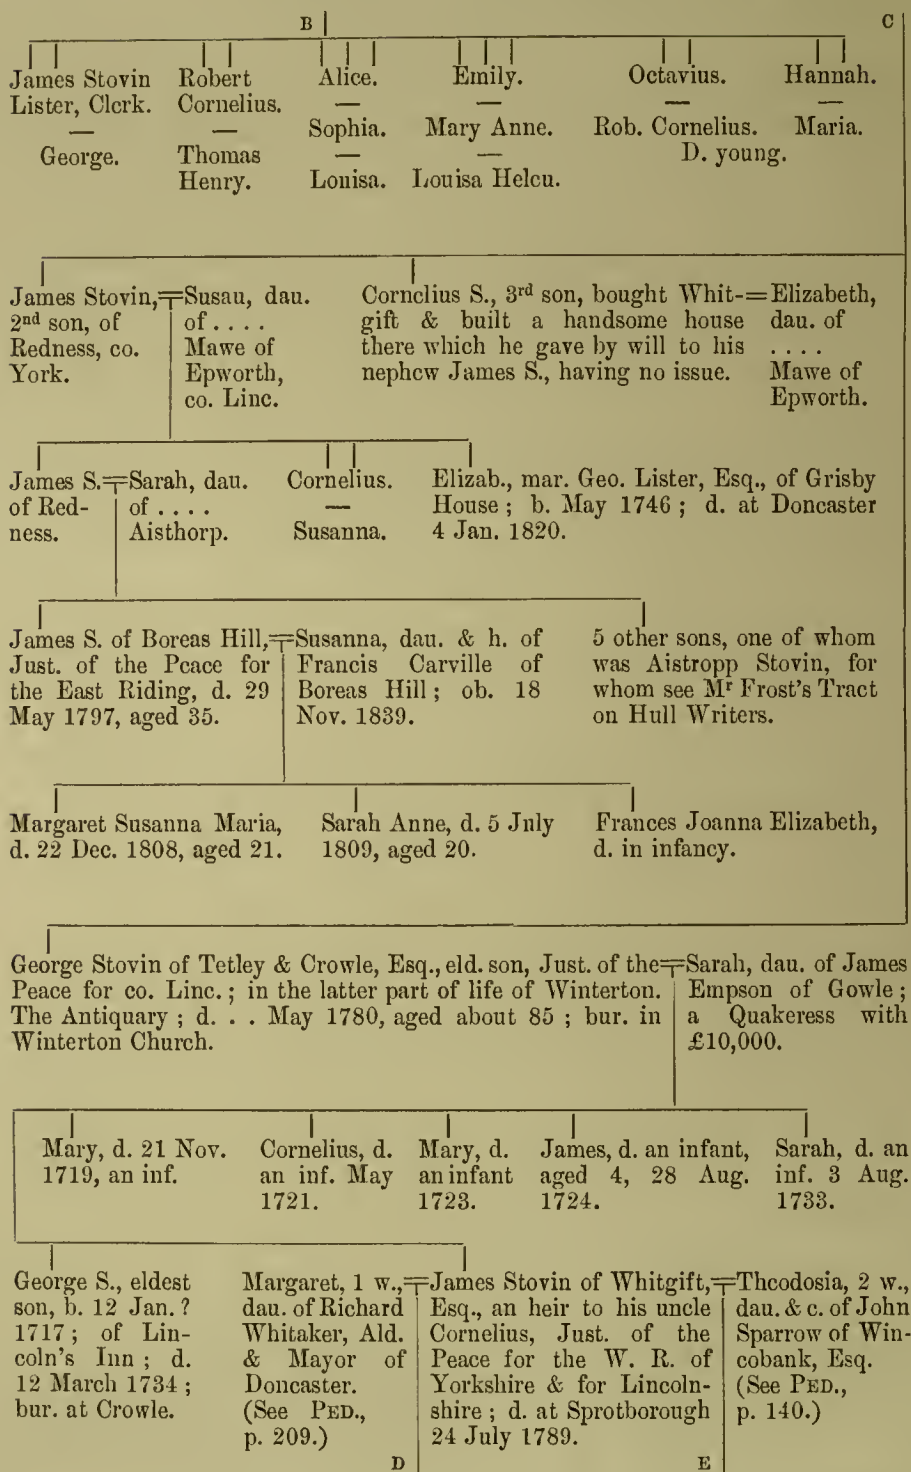 B C
James Stovin Robert Alice. Emily. Octavius. Hannah.
Lister, Clcrk. Cornelius. — — — —
— — Sophia. Mary Anne. Rob. Cornelius. Maria.
George. Thomas — — D. young.
Henry. Louisa. Louisa Helcu.
James Stovin,
2nd son, of
Redness, co.
York.
Susau, dau.
of . . . .
Mawe of
Epworth,
co. Linc.
Cornclius S., 3rd son, bought Whit-
gift & built a handsome house
there which he gave by will to his
nephcw James S., having no issue.
Elizabeth,
dau. of
. . . .
Mawe of
Epworth.
James S.
of Red-
ness.
Sarah, dau.
of . . . .
Aisthorp.
Cornelius.
—
Susanna.
Elizab., mar. Geo. Lister, Esq., of Grisby
House ; b. May 1746 ; d. at Doncaster
4 Jan. 1820.
James S. of Boreas Hill,
Just. of the Pcace for
the East Riding, d. 29
May 1797, aged 35.
Susanna, dau. & h. of
Francis Carville of
Boreas Hill ; ob. 18
Nov. 1839.
5 other sons, one of whom
was Aistropp Stovin, for
whom see Mr Frost's Tract
on Hull Writers.
Margaret Susanna Maria,
d. 22 Dec. 1808, aged 21.
Sarah Anne, d. 5 July
1809, aged 20.
Frances Joanna Elizabeth,
d. in infancy.
George Stovin of Tetley & Crowle, Esq., eld. son, Just. of the
Peace for co. Linc. ; in the latter part of life of Winterton.
The Antiquary ; d. . . May 1780, aged about 85 ; bur. in
Winterton Church.
Sarah, dau. of James
Empson of Gowle ;
a Quakeress with
£10,000.
Mary, d. 21 Nov.
1719, an inf.
Cornelius, d.
an inf. May
1721.
Mary, d.
an infant
1723.
James, d. an infant,
aged 4, 28 Aug.
1724.
Sarah, d. an
inf. 3 Aug.
1733.
George S., eldest
son, b. 12 Jan. ?
1717 ; of Lin-
coln's Inn ; d.
12 March 1734 ;
bur. at Crowle.
Margaret, 1 w.,
dau. of Richard
Whitaker, Ald.
& Mayor of
Doncaster.
(See PED.,
p. 209.)
James Stovin of Whitgift,
Esq., an heir to his uncle
Cornelius, Just. of the
Peace for the W. R. of
Yorkshire & for Lincoln-
shire ; d. at Sprotborough
24 July 1789.
Thcodosia, 2 w.,
dau. & c. of John
Sparrow of Win-
cobank, Esq.
(See PED.,
p. 140.)
D E